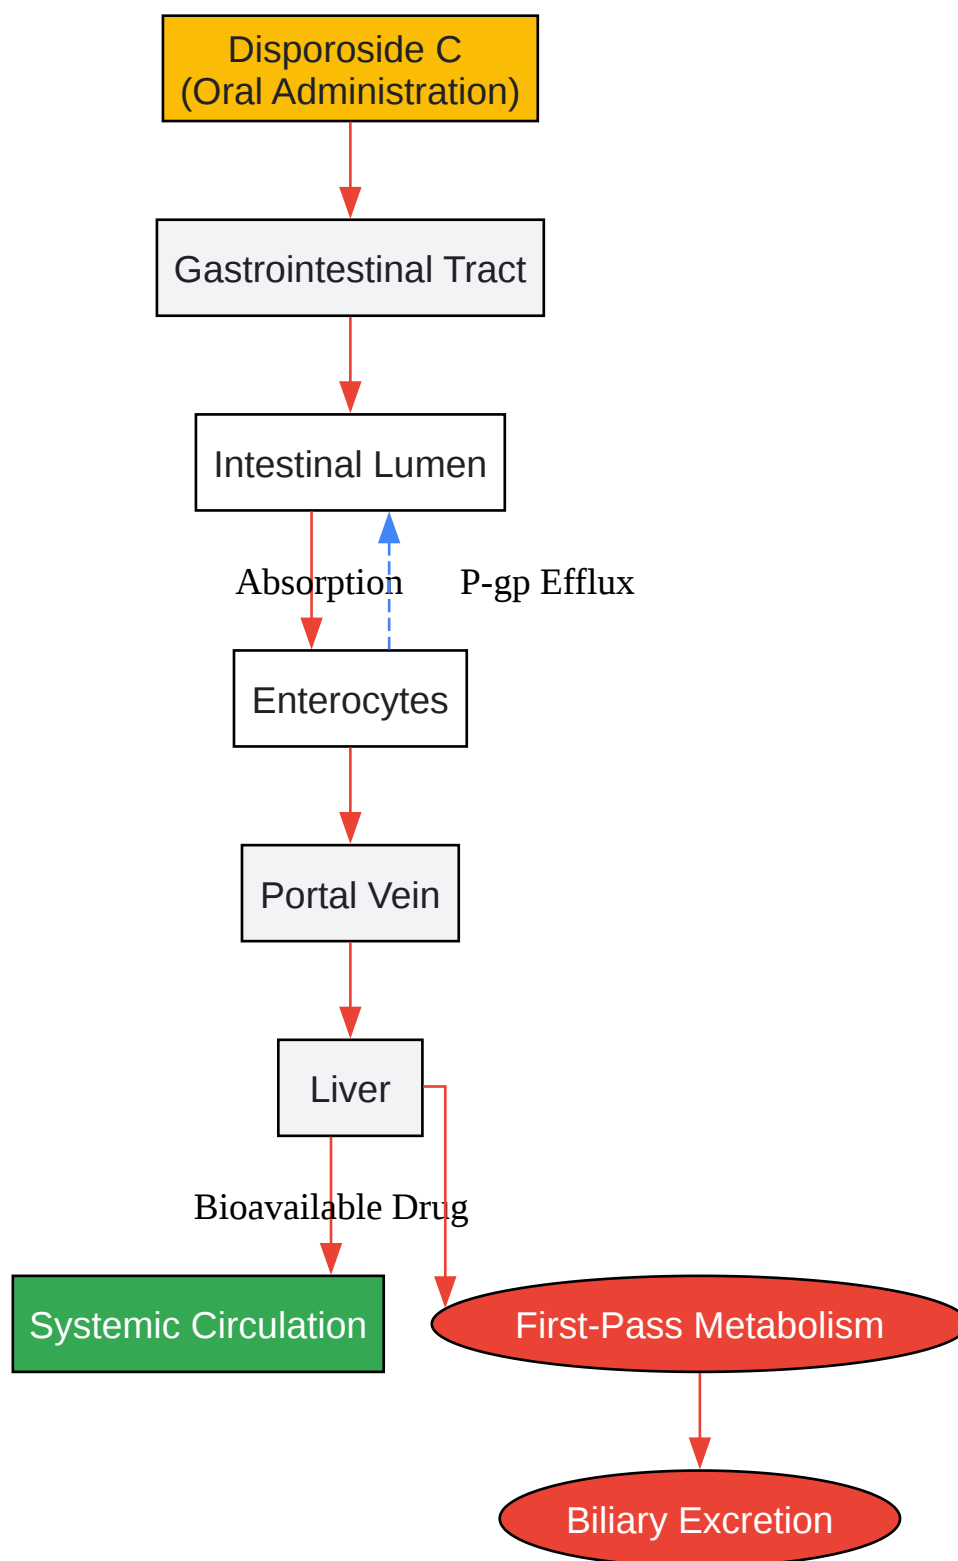 Disporoside C
(Oral Administration)
Gastrointestinal Tract
Intestinal Lumen
Absorption
P-gp Efflux
Enterocytes
Portal Vein
Liver
Bioavailable Drug
Systemic Circulation
First-Pass Metabolism
Biliary Excretion